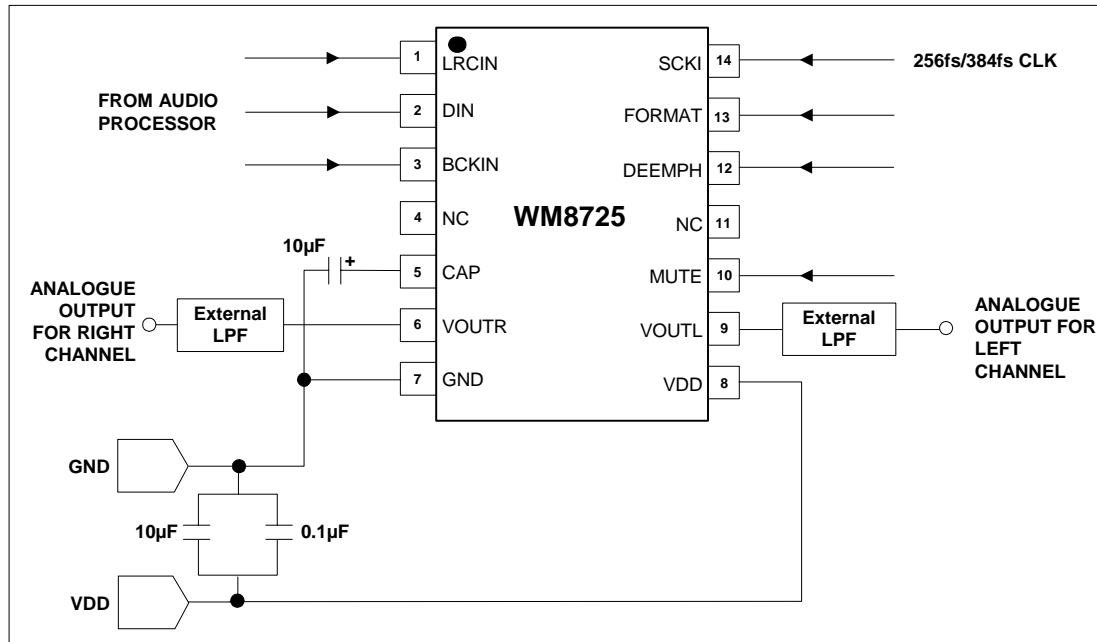 1
LRCIN
SCKI
14
256fs/384fs CLK
FROM AUDIO
PROCESSOR
2
DIN
FORMAT
13
3
BCKIN
DEEMPH
12
4
NC
WM8725
NC
11
10µF
+
5
CAP
MUTE
10
ANALOGUE
OUTPUT
FOR RIGHT
CHANNEL
External
LPF
6
VOUTR
VOUTL
9
External
LPF
ANALOGUE
OUTPUT FOR
LEFT
CHANNEL
7
GND
VDD
8
GND
10µF
0.1µF
VDD